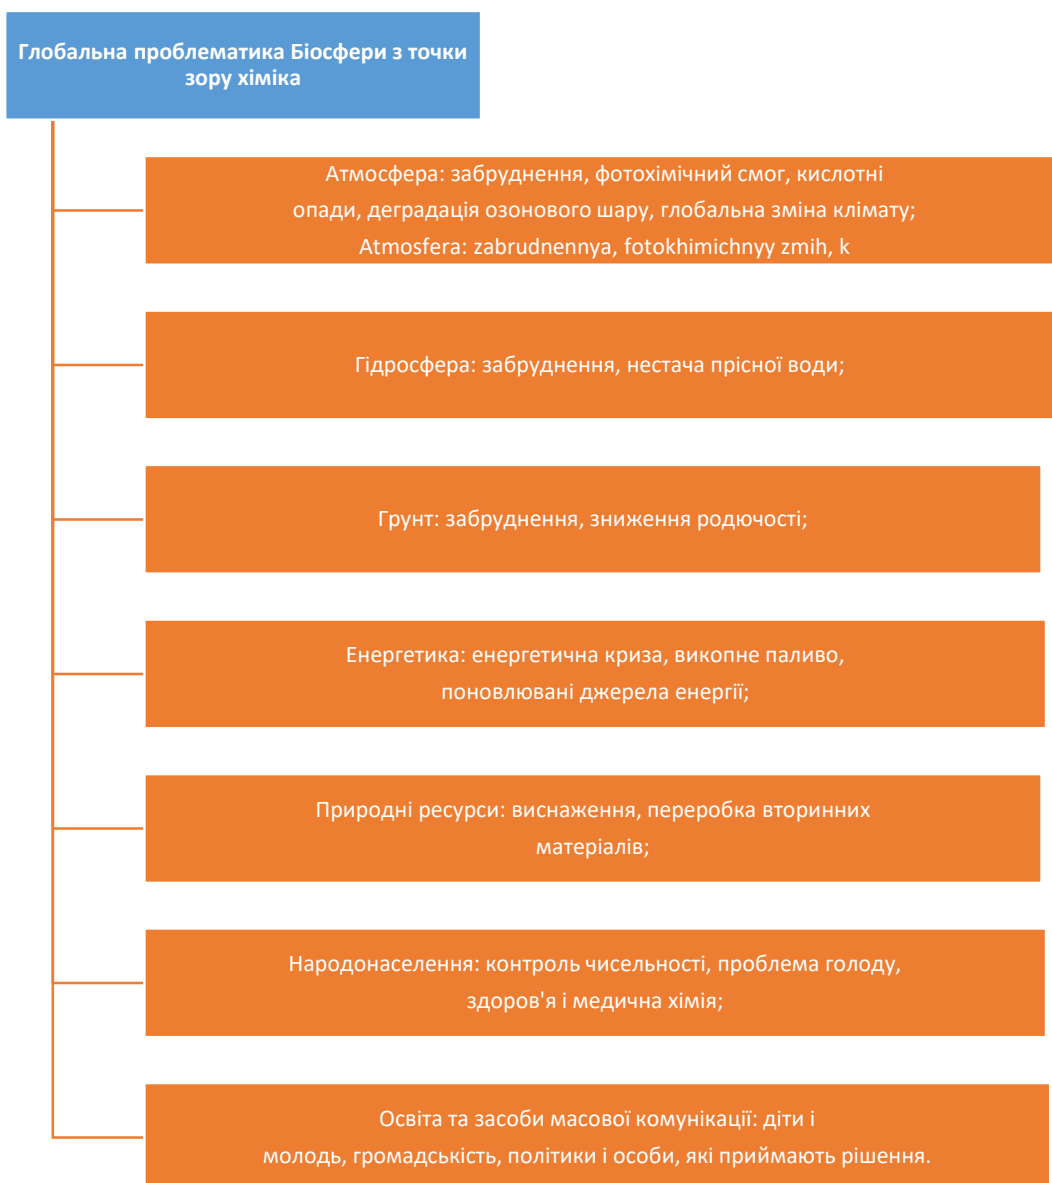 Глобальна проблематика Біосфери з точки
зору хіміка
Атмосфера: забруднення, фотохімічний смог, кислотні
опади, деградація озонового шару, глобальна зміна клімату;
Atmosfera: zabrudnennya, fotokhimichnyy zmih, k
Гідросфера: забруднення, нестача прісної води;
Грунт: забруднення, зниження родючості;
Енергетика: енергетична криза, викопне паливо,
поновлювані джерела енергії;
Природні ресурси: виснаження, переробка вторинних
матеріалів;
Народонаселення: контроль чисельності, проблема голоду,
здоров'я і медична хімія;
Освіта та засоби масової комунікації: діти і
молодь, громадськість, політики і особи, які приймають рішення.